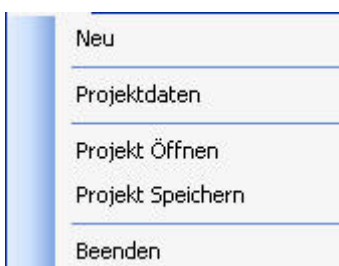 Neu
Projektdaten
Projekt Öffnen
Projekt Speichern
Beenden